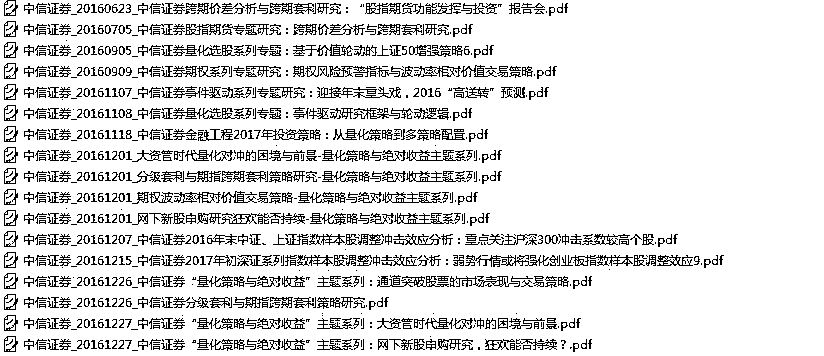 中信证券_20160623_中信证券跨期价差分析与跨期套利研究：“股指期货功能发挥与投资”报告会.pdf
中信证券_20160705_中信证券股指期货专题研究：跨期价差分析与跨期套利研究.pdf
中信证券_20160905_中信证券量化选股系列专题：基于价值轮动的上证50增强策略6.pdf
中信证券_20160909_中信证券期权系列专题研究：期权风险预警指标与波动率相对价值交易策略.pdf
中信证券_20161107_中信证券事件驱动系列专题研究：迎接年末重头戏，2016“高送转”预测.pdf
中信证券_20161108_中信证券量化选股系列专题：事件驱动研究框架与轮动逻辑.pdf
中信证券_20161118_中信证券金融工程2017年投资策略：从量化策略到多策略配置.pdf
中信证券_20161201_大资管时代量化对冲的困境与前景-量化策略与绝对收益主题系列.pdf
中信证券_20161201_分级套利与期指跨期套利策略研究-量化策略与绝对收益主题系列.pdf
中信证券_20161201_期权波动率相对价值交易策略-量化策略与绝对收益主题系列.pdf
中信证券_20161201_网下新股申购研究狂欢能否持续-量化策略与绝对收益主题系列.pdf
中信证券_20161207_中信证券2016年末中证、上证指数样本股调整冲击效应分析：重点关注沪深300冲击系数较高个股.pdf
中信证券_20161215_中信证券2017年初深证系列指数样本股调整冲击效应分析：弱势行情或将强化创业板指数样本股调整效应9.pdf
中信证券_20161226_中信证券“量化策略与绝对收益”主题系列：通道突破股票的市场表现与交易策略.pdf
中信证券_20161226_中信证券分级套利与期指跨期套利策略研究.pdf
中信证券_20161227_中信证券“量化策略与绝对收益”主题系列：大资管时代量化对冲的困境与前景.pdf
中信证券_20161227_中信证券“量化策略与绝对收益”主题系列：网下新股申购研究，狂欢能否持续？.pdf